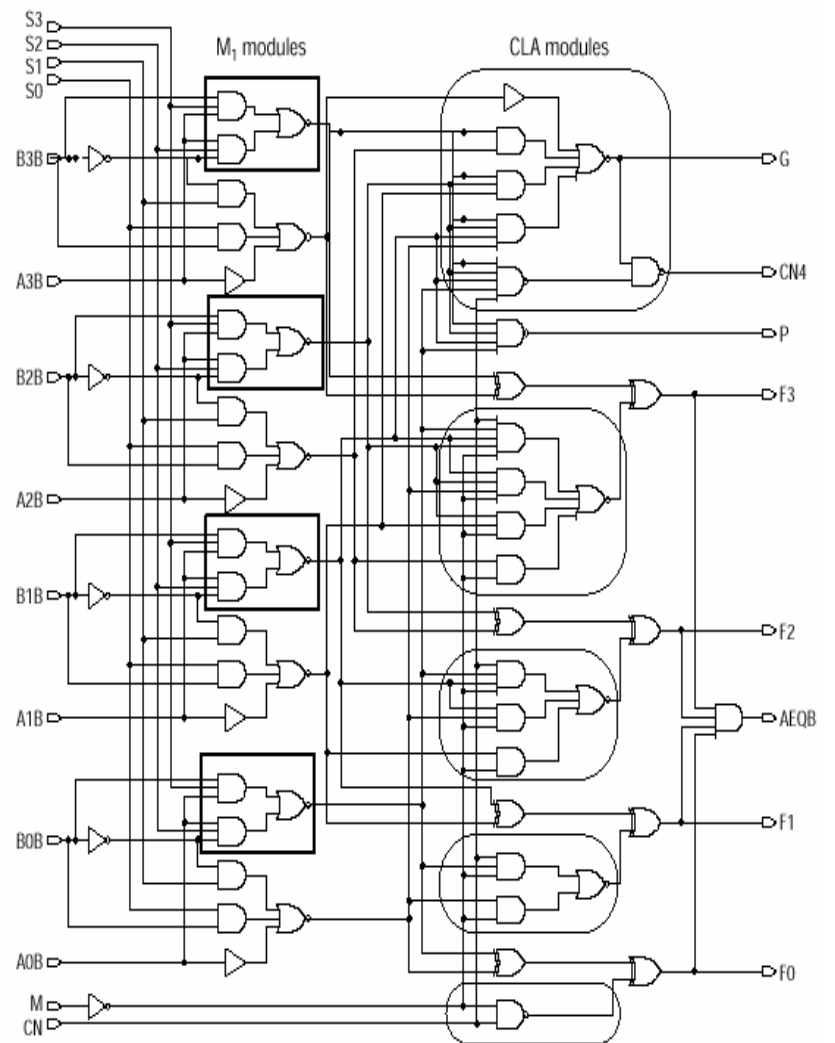 S3
S2
S1
S0
M1 modules
CLA modules
B3B
G
A3B
CN4
P
B2B
F3
A2B
B1B
F2
A1B
AEQB
B0B
F1
A0B
F0
M
CN